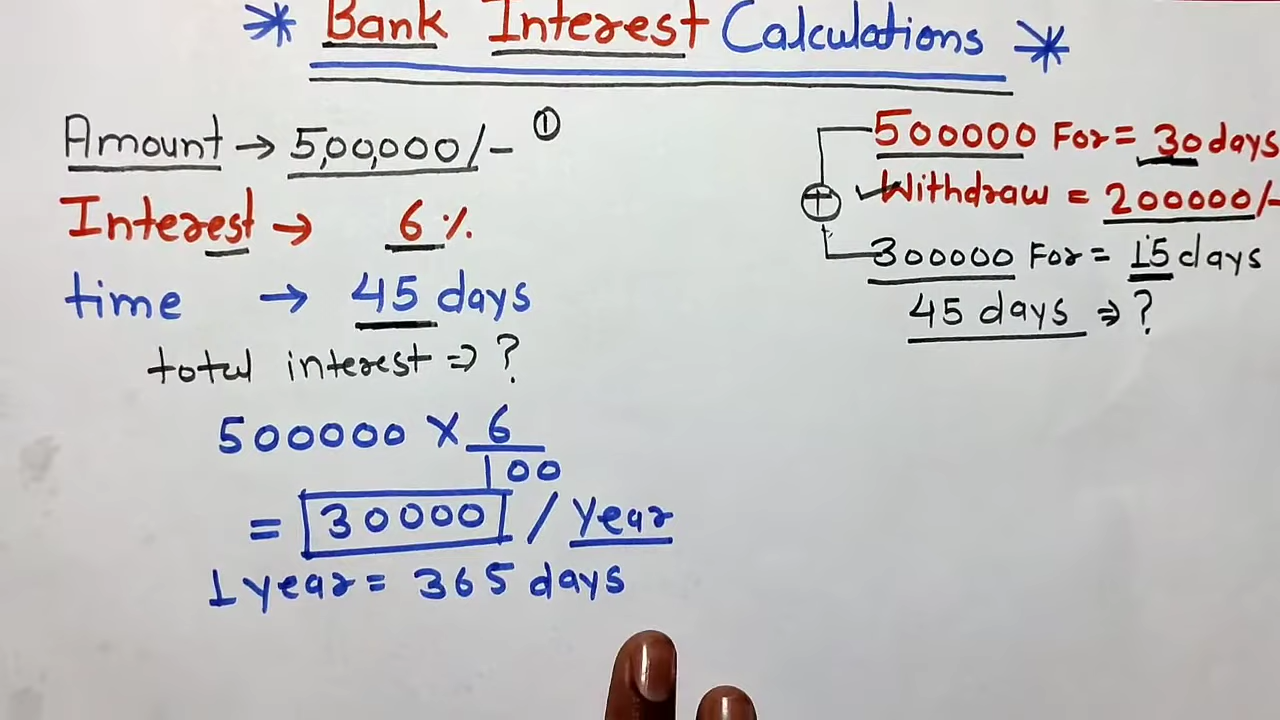 * Bank Interest Calculations *
Amount → 5,00,000/- ①
Interest → 6 %
time → 45 days
total interest ⇒ ?
500000 × 6/100
= 30000 / year
1 year = 365 days
500000 For = 30 days
+ Withdraw = 200000/-
300000 For = 15 days
45 days ⇒ ?